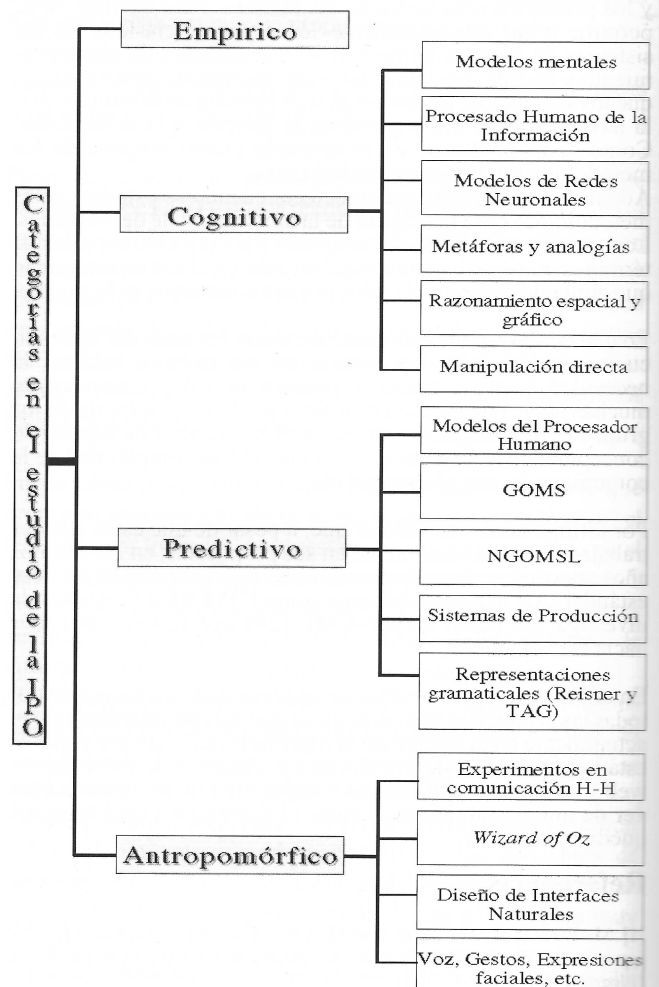 Categorías en el estudio de la IPO
Empirico
Cognitivo
Modelos mentales
Procesado Humano de la
Información
Modelos de Redes
Neuronales
Metáforas y analogías
Razonamiento espacial y
gráfico
Manipulación directa
Predictivo
Modelos del Procesador
Humano
GOMS
NGOMSL
Sistemas de Producción
Representaciones
gramaticales (Reisner y
TAG)
Antropomórfico
Experimentos en
comunicación H-H
Wizard of Oz
Diseño de Interfaces
Naturales
Voz, Gestos, Expresiones
faciales, etc.